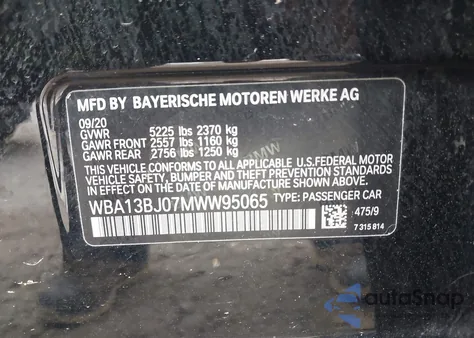 MFD BY BAYERISCHE MOTOREN WERKE AG
09/20
GVWR 5225 lbs 2370 kg
GAWR FRONT 2557 lbs 1160 kg
GAWR REAR 2756 lbs 1250 kg
THIS VEHICLE CONFORMS TO ALL APPLICABLE U.S.FEDERAL MOTOR
VEHICLE SAFETY, BUMPER, AND THEFT PREVENTION STANDARDS
IN EFFECT ON THE DATE OF MANUFACTURE SHOWN ABOVE.
WBA13BJ07MWW95065 TYPE: PASSENGER CAR
475/9
7 315 814
autoSnap